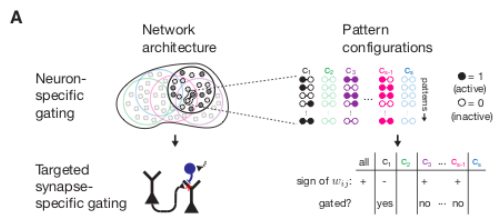 A
Network architecture
Pattern configurations
Neuron-specific gating
C1 C2 C3 ... Cs-1 Cs
patterns
= 1 (active)
= 0 (inactive)
Targeted synapse-specific gating
all C1 C2 C3 ... Cs-1 Cs
sign of wij: + - + +
gated? yes no ... no